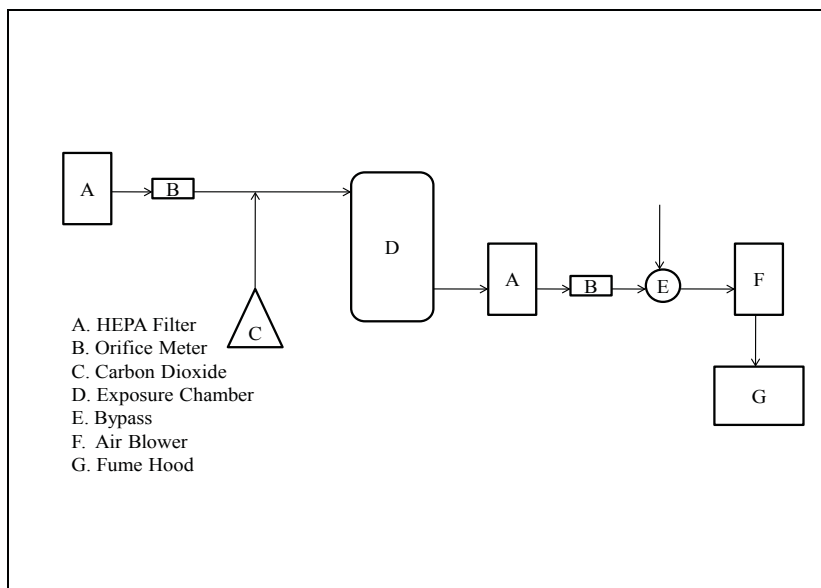 A
B
C
D
A
B
E
F
G
A. HEPA Filter
B. Orifice Meter
C. Carbon Dioxide
D. Exposure Chamber
E. Bypass
F. Air Blower
G. Fume Hood